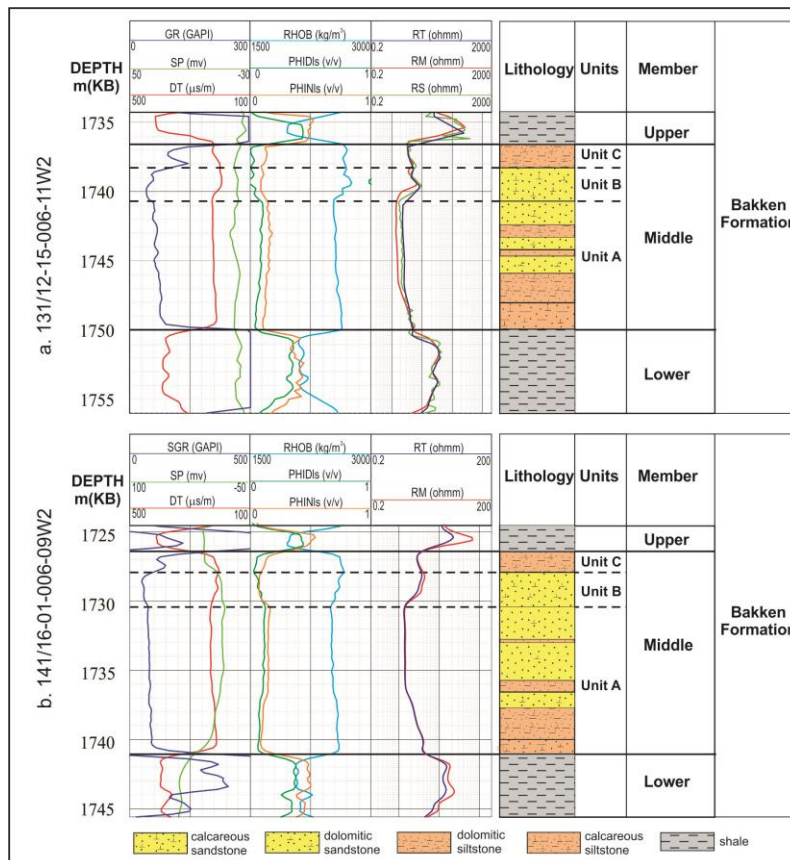 GR (GAPI)
0 300
SP (mv)
50 -30
DT (µs/m)
500 100
RHOB (kg/m³)
1500 3000
PHIDIs (v/v)
0 1
PHINIs (v/v)
0 1
RT (ohmm)
0.2 2000
RM (ohmm)
0.2 2000
RS (ohmm)
0.2 2000
DEPTH
m(KB)
Lithology Units Member
a. 131/12-15-006-11W2
1735
1740
1745
1750
1755
Unit C
Unit B
Unit A
Upper
Middle
Lower
Bakken
Formation
SGR (GAPI)
0 500
SP (mv)
100 -50
DT (µs/m)
500 100
RHOB (kg/m³)
1500 3000
PHIDIs (v/v)
0 1
PHINIs (v/v)
0 1
RT (ohmm)
0.2 200
RM (ohmm)
0.2 200
DEPTH
m(KB)
Lithology Units Member
b. 141/16-01-006-09W2
1725
1730
1735
1740
1745
Unit C
Unit B
Unit A
Upper
Middle
Lower
Bakken
Formation
calcareous
sandstone
dolomitic
sandstone
dolomitic
siltstone
calcareous
siltstone
shale